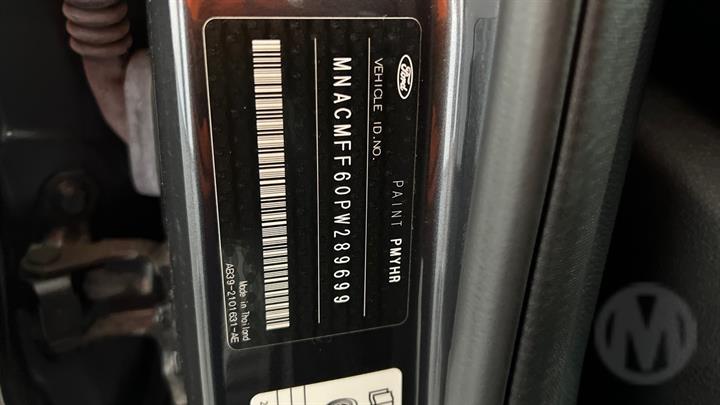 Ford
VEHICLE ID.NO.
PAINT PMYHR
MNACMFF60PW289699
Made in Thailand
AB39-2101631-AE
M